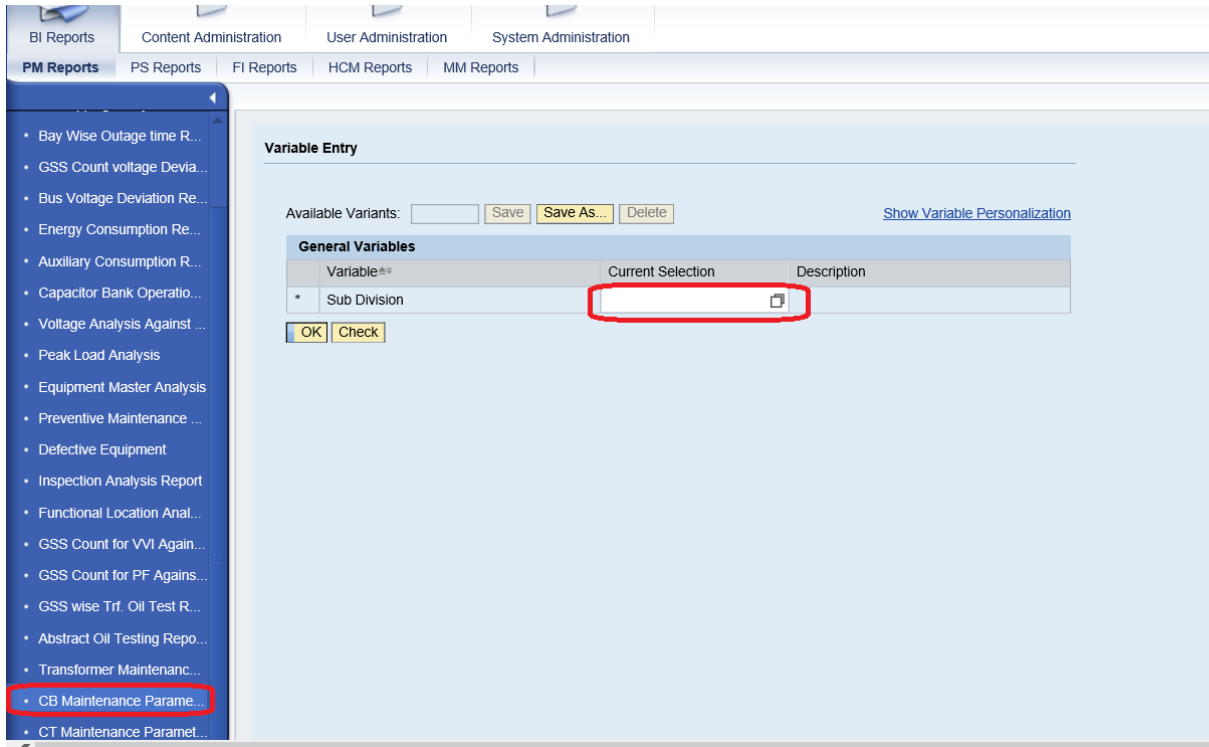 BI Reports Content Administration User Administration System Administration
PM Reports PS Reports FI Reports HCM Reports MM Reports
• Bay Wise Outage time R...
• GSS Count voltage Devia...
• Bus Voltage Deviation Re...
• Energy Consumption Re...
• Auxiliary Consumption R...
• Capacitor Bank Operatio...
• Voltage Analysis Against ...
• Peak Load Analysis
• Equipment Master Analysis
• Preventive Maintenance ...
• Defective Equipment
• Inspection Analysis Report
• Functional Location Anal...
• GSS Count for VVI Again...
• GSS Count for PF Agains...
• GSS wise Trf. Oil Test R...
• Abstract Oil Testing Repo...
• Transformer Maintenanc...
• CB Maintenance Parame...
• CT Maintenance Paramet...
Variable Entry
Available Variants: Save Save As... Delete Show Variable Personalization
General Variables
Variable Current Selection Description
* Sub Division
OK Check